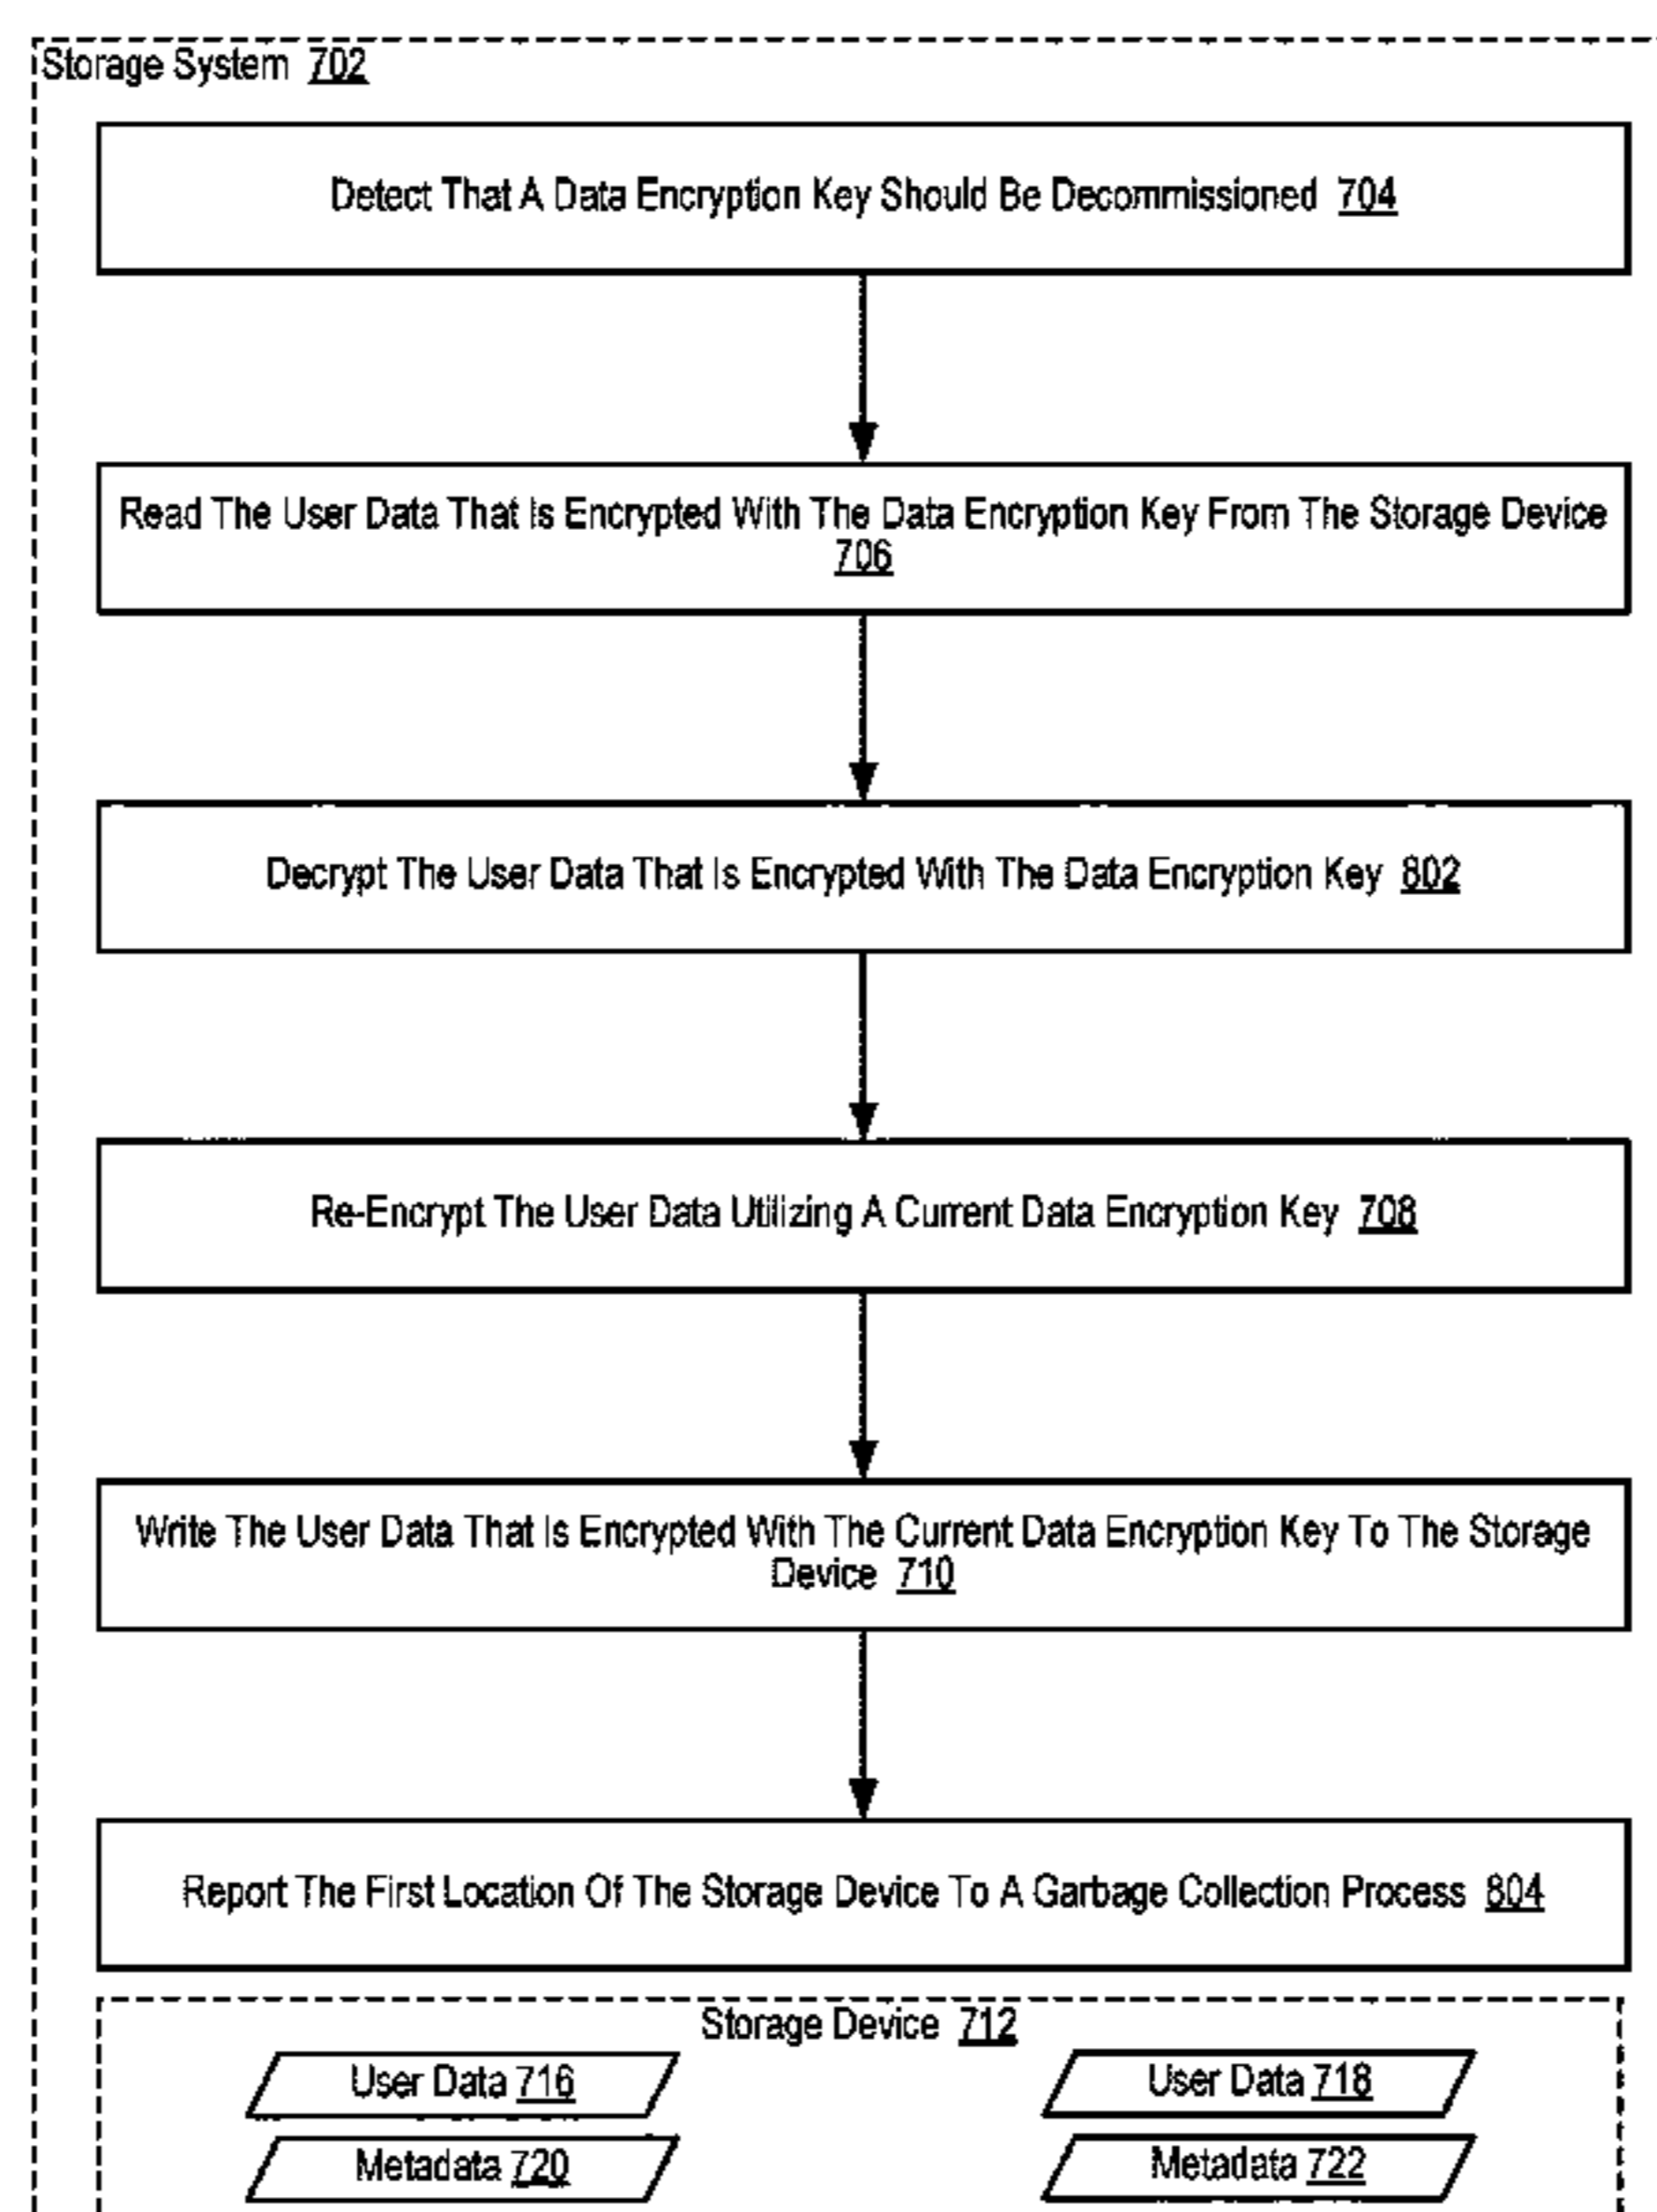 Storage System 702
Detect That A Data Encryption Key Should Be Decommissioned 704
Read The User Data That Is Encrypted With The Data Encryption Key From The Storage Device
706
Decrypt The User Data That Is Encrypted With The Data Encryption Key 802
Re-Encrypt The User Data Utilizing A Current Data Encryption Key 708
Write The User Data That Is Encrypted With The Current Data Encryption Key To The Storage
Device 710
Report The First Location Of The Storage Device To A Garbage Collection Process 804
Storage Device 712
User Data 716
User Data 718
Metadata 720
Metadata 722